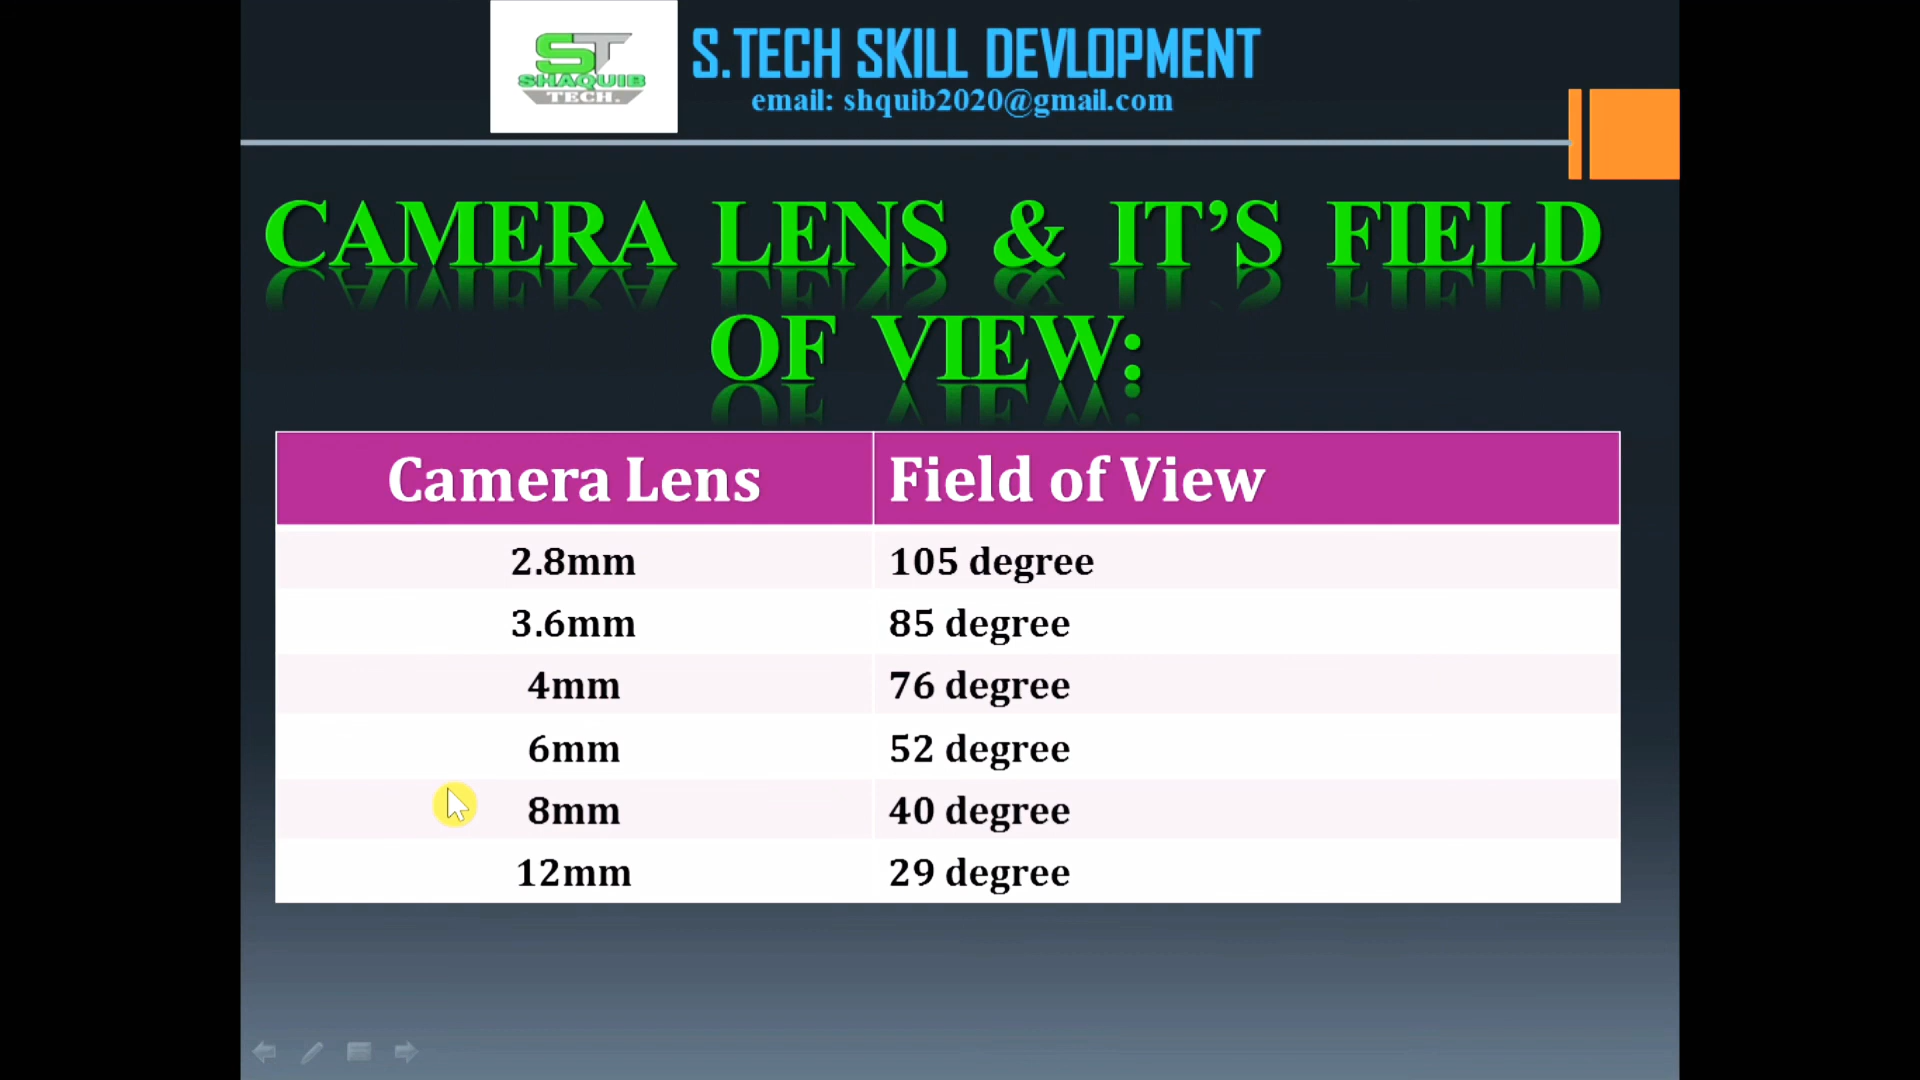 ST
SHAQUIB
TECH.
S.TECH SKILL DEVLOPMENT
email: shquib2020@gmail.com
CAMERA LENS & IT’S FIELD
OF VIEW:
Camera Lens Field of View
2.8mm 105 degree
3.6mm 85 degree
4mm 76 degree
6mm 52 degree
8mm 40 degree
12mm 29 degree